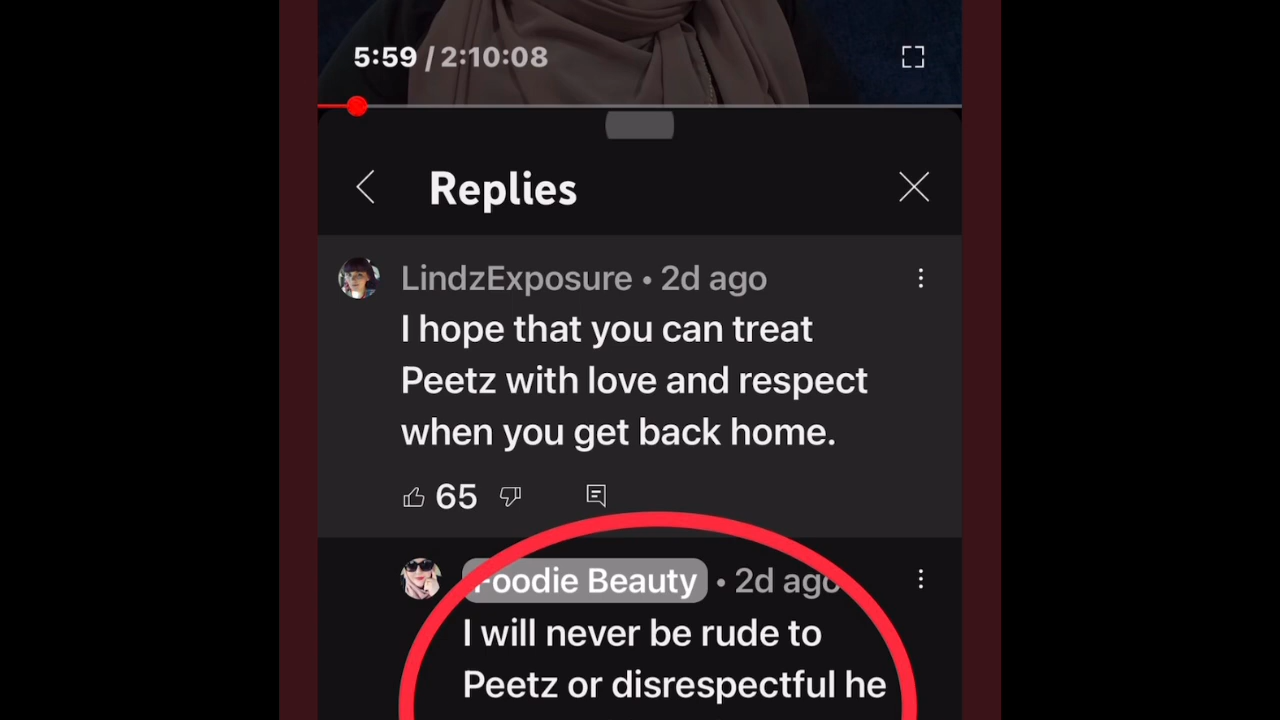 5:59 / 2:10:08
Replies
LindzExposure • 2d ago
I hope that you can treat
Peetz with love and respect
when you get back home.
65
Foodie Beauty • 2d ago
I will never be rude to
Peetz or disrespectful he